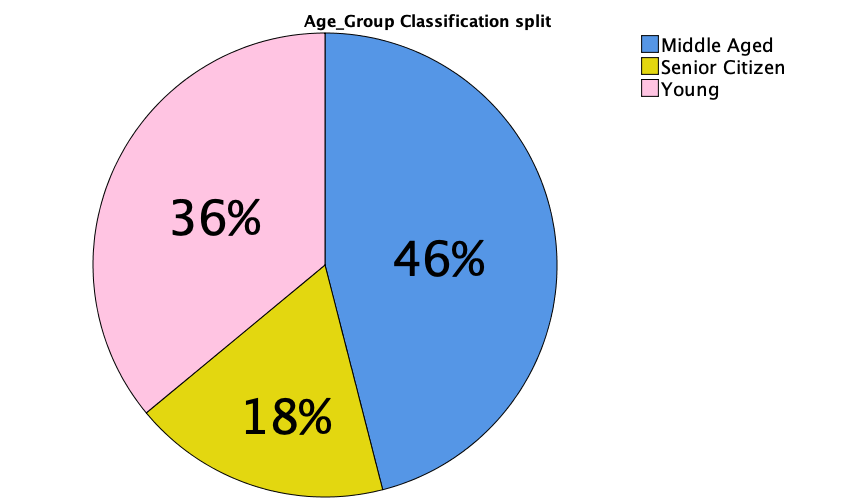 Age_Group Classification split
Middle Aged
Senior Citizen
Young
36%
46%
18%